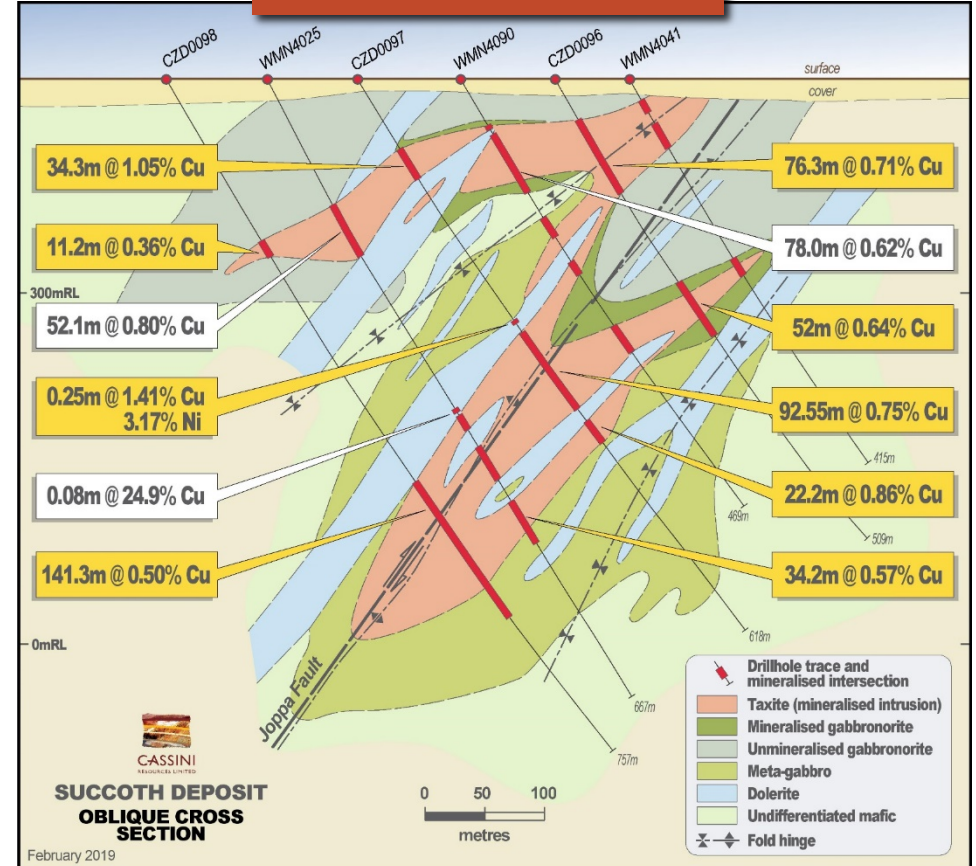 CZD0098
WMN4025
CZD0097
WMN4090
CZD0096
WMN4041
surface
cover
34.3m @ 1.05% Cu
76.3m @ 0.71% Cu
11.2m @ 0.36% Cu
78.0m @ 0.62% Cu
300mRL
52.1m @ 0.80% Cu
52m @ 0.64% Cu
0.25m @ 1.41% Cu
3.17% Ni
92.55m @ 0.75% Cu
415m
0.08m @ 24.9% Cu
22.2m @ 0.86% Cu
469m
509m
141.3m @ 0.50% Cu
34.2m @ 0.57% Cu
618m
0mRL
667m
757m
Joppa Fault
Drillhole trace and
mineralised intersection
Taxite (mineralised intrusion)
Mineralised gabbronorite
Unmineralised gabbronorite
Meta-gabbro
Dolerite
Undifferentiated mafic
Fold hinge
CASSINI
RESOURCES LIMITED
SUCCOTH DEPOSIT
OBLIQUE CROSS
SECTION
0 50 100
metres
February 2019